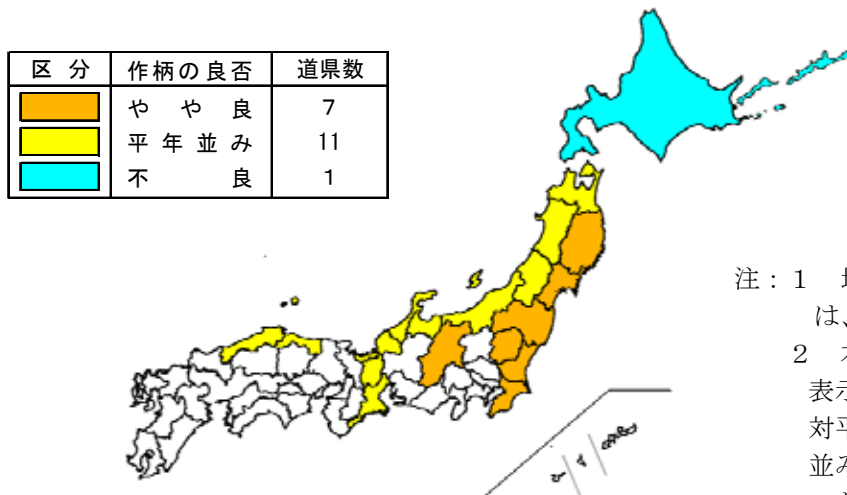 区 分 作柄の良否 道県数
や や 良 7
平年並み 11
不 良 1
注：１
は、
２
表示
対平
並み